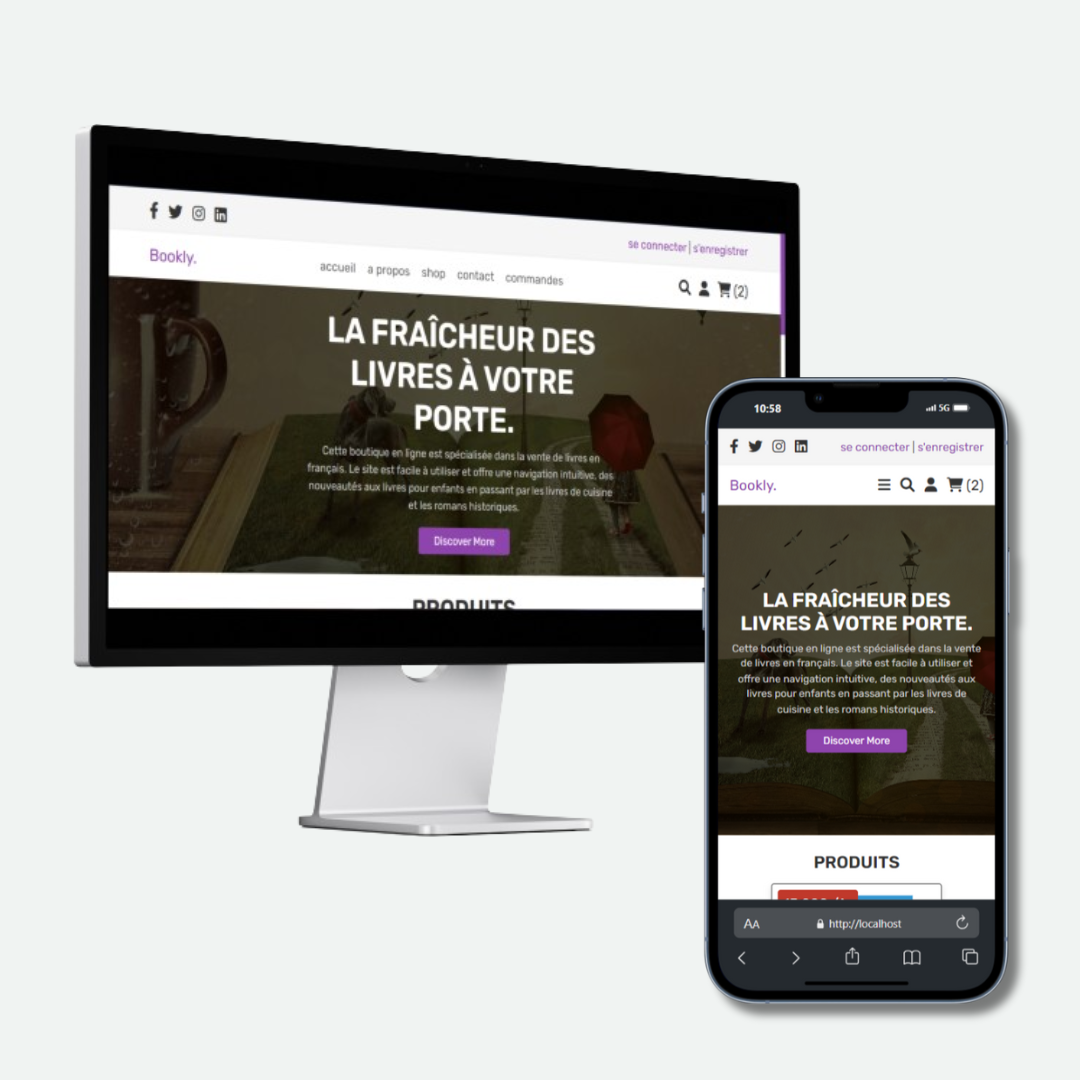 se connecter | s'enregistrer
Bookly.
accueil a propos shop contact commandes
(2)
LA FRAÎCHEUR DES
LIVRES À VOTRE
PORTE.
Cette boutique en ligne est spécialisée dans la vente de livres en
français. Le site est facile à utiliser et offre une navigation intuitive, des
nouveautés aux livres pour enfants en passant par les livres de cuisine
et les romans historiques.
Discover More
PRODUITS
10:58
5G
se connecter | s'enregistrer
Bookly.
(2)
LA FRAÎCHEUR DES
LIVRES À VOTRE PORTE.
Cette boutique en ligne est spécialisée dans la vente
de livres en français. Le site est facile à utiliser et
offre une navigation intuitive, des nouveautés aux
livres pour enfants en passant par les livres de
cuisine et les romans historiques.
Discover More
PRODUITS
AA
http://localhost